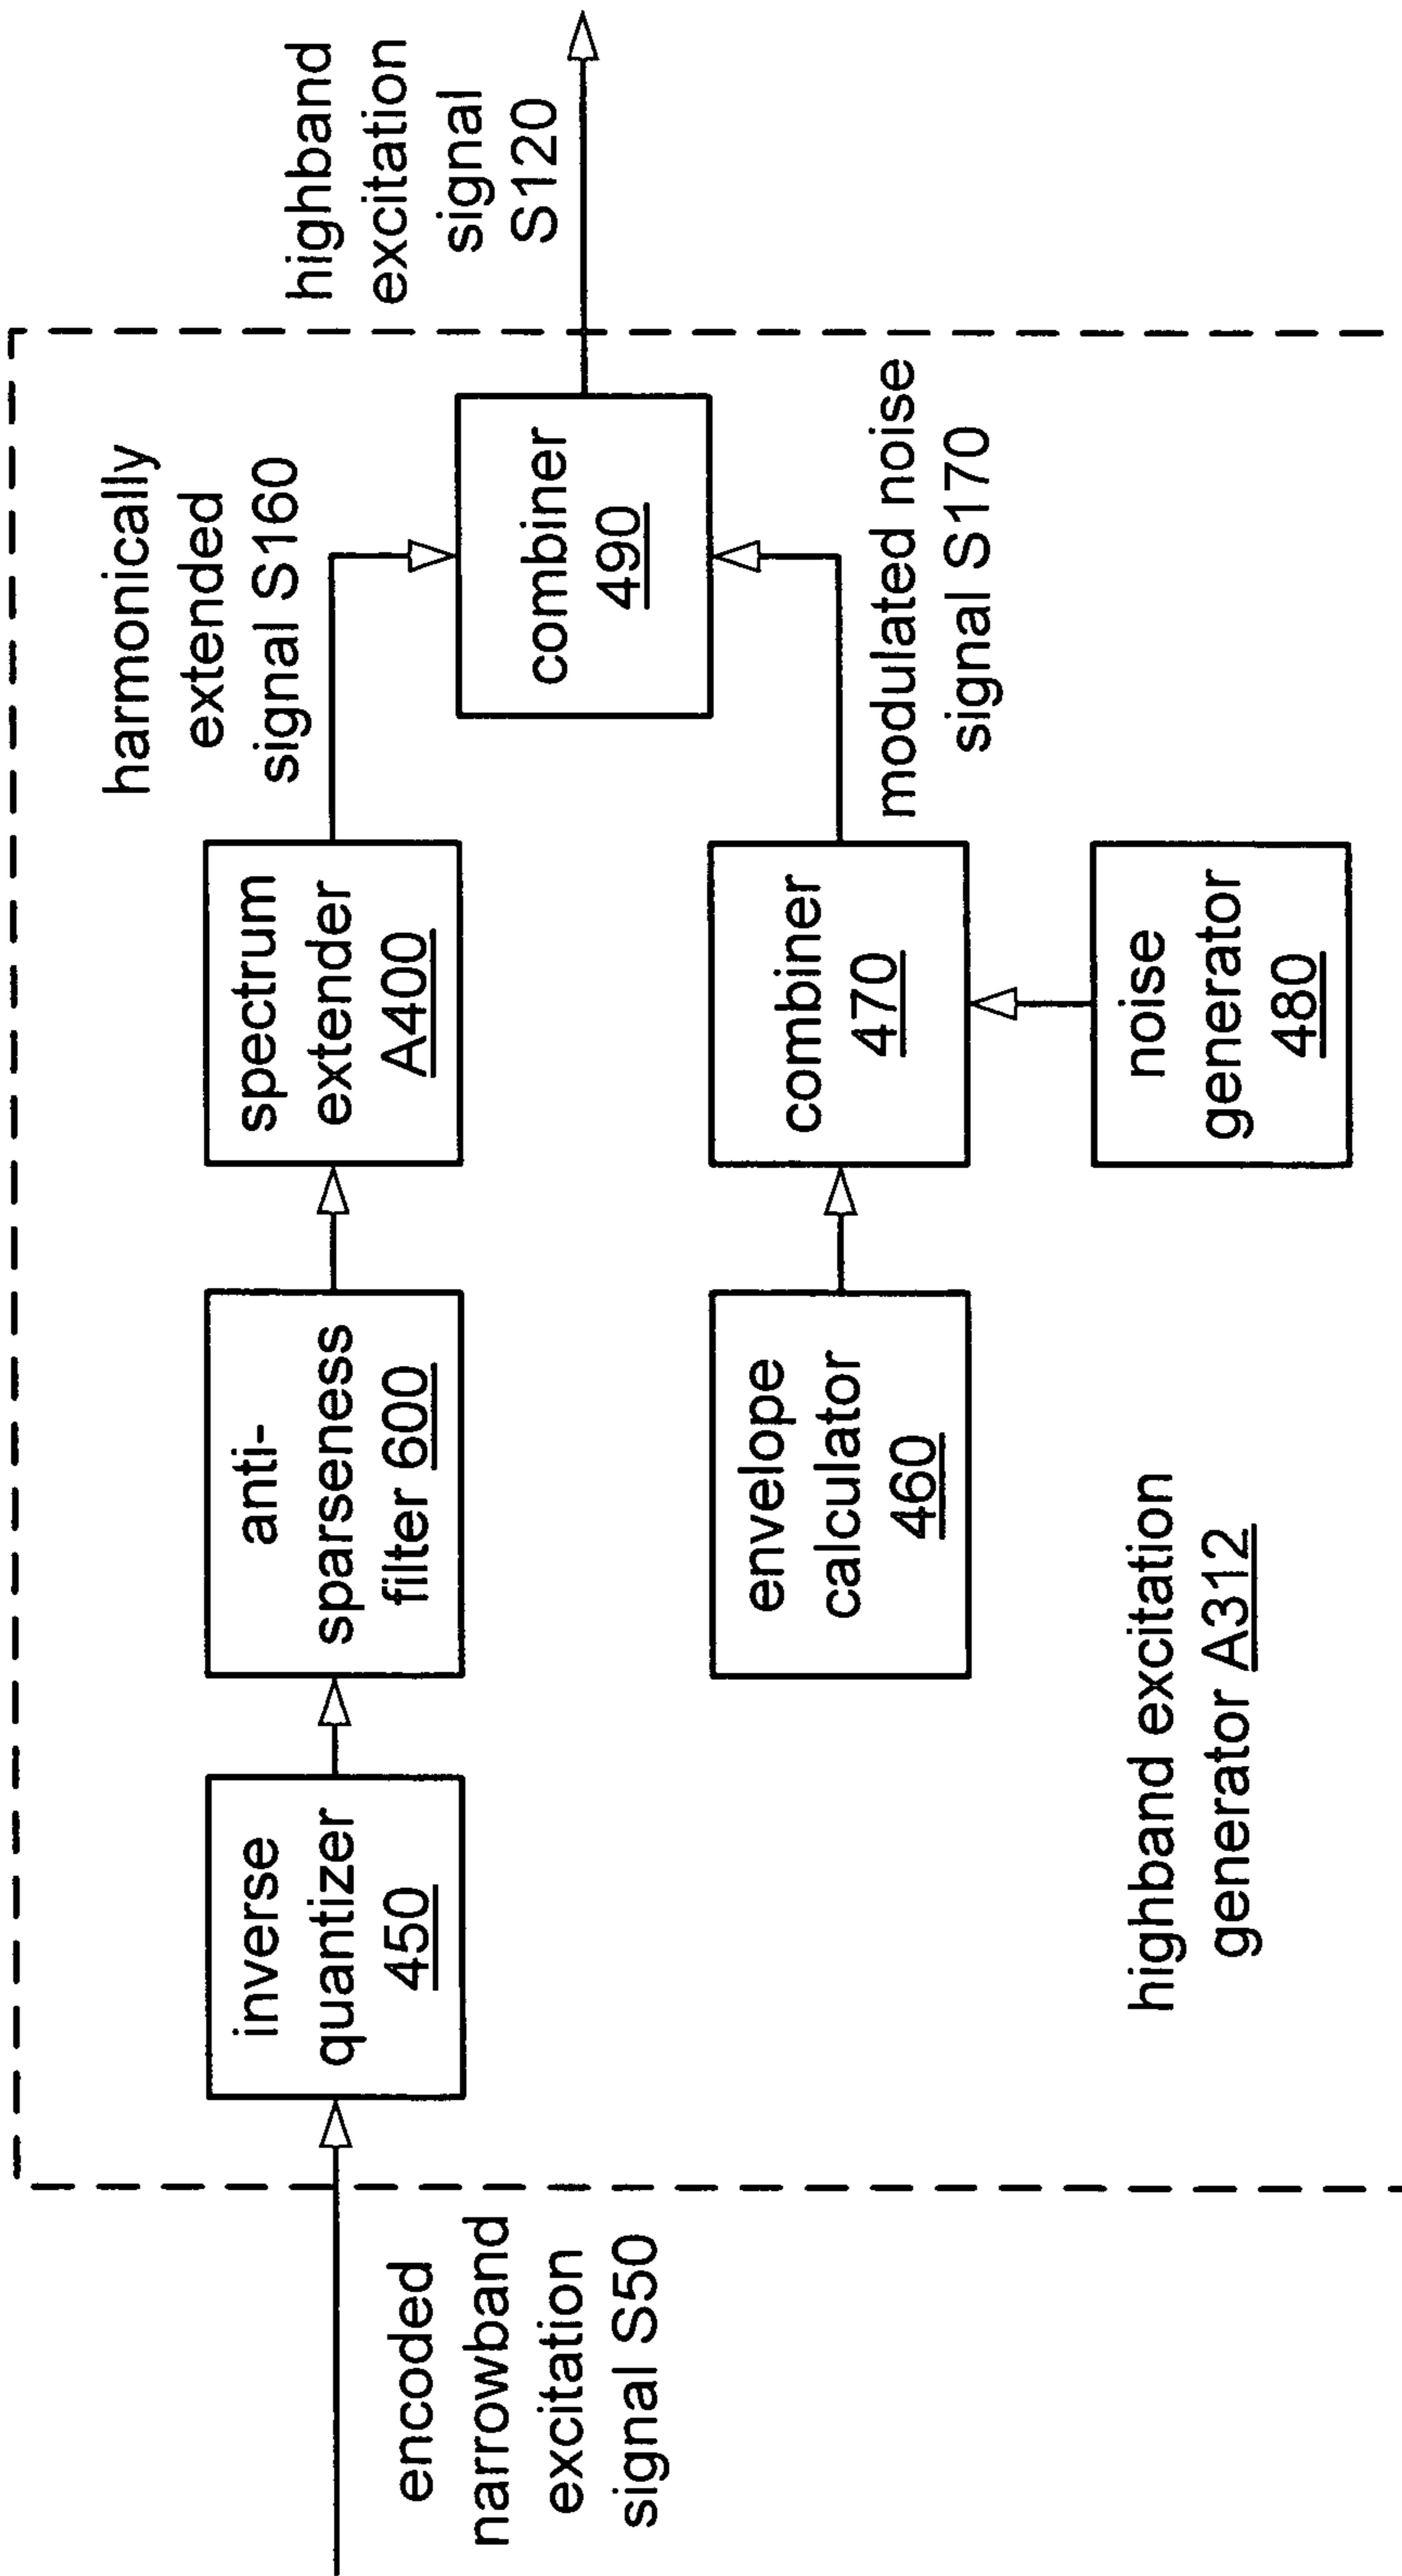 encoded
narrowband
excitation
signal S50
inverse
quantizer
450
anti-
sparseness
filter 600
spectrum
extender
A400
harmonically
extended
signal S160
combiner
490
highband
excitation
signal
S120
envelope
calculator
460
combiner
470
modulated noise
signal S170
noise
generator
480
highband excitation
generator A312